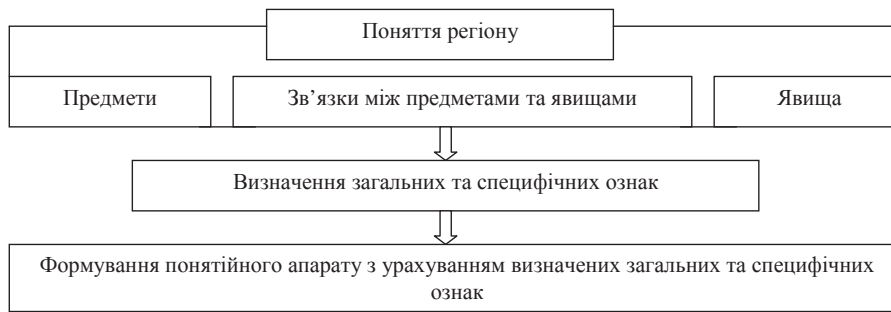 Поняття регіону
Предмети
Зв’язки між предметами та явищами
Явища
Визначення загальних та специфічних ознак
Формування понятійного апарату з урахуванням визначених загальних та специфічних
ознак